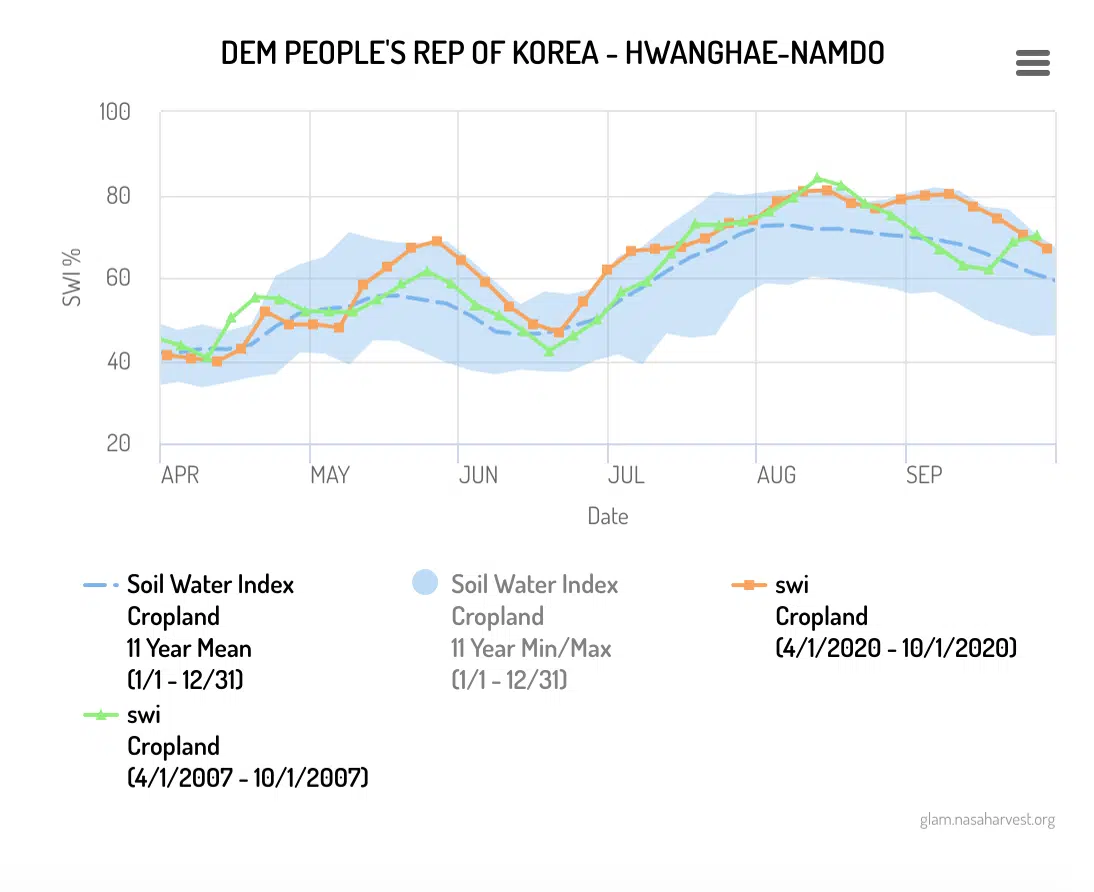 DEM PEOPLE'S REP OF KOREA - HWANGHAE-NAMDO
100
80
60
40
20
SWI %
APR MAY JUN JUL AUG SEP
Date
Soil Water Index
Cropland
11 Year Mean
(1/1 - 12/31)
Soil Water Index
Cropland
11 Year Min/Max
(1/1 - 12/31)
swi
Cropland
(4/1/2020 - 10/1/2020)
swi
Cropland
(4/1/2007 - 10/1/2007)
glam.nasaharvest.org